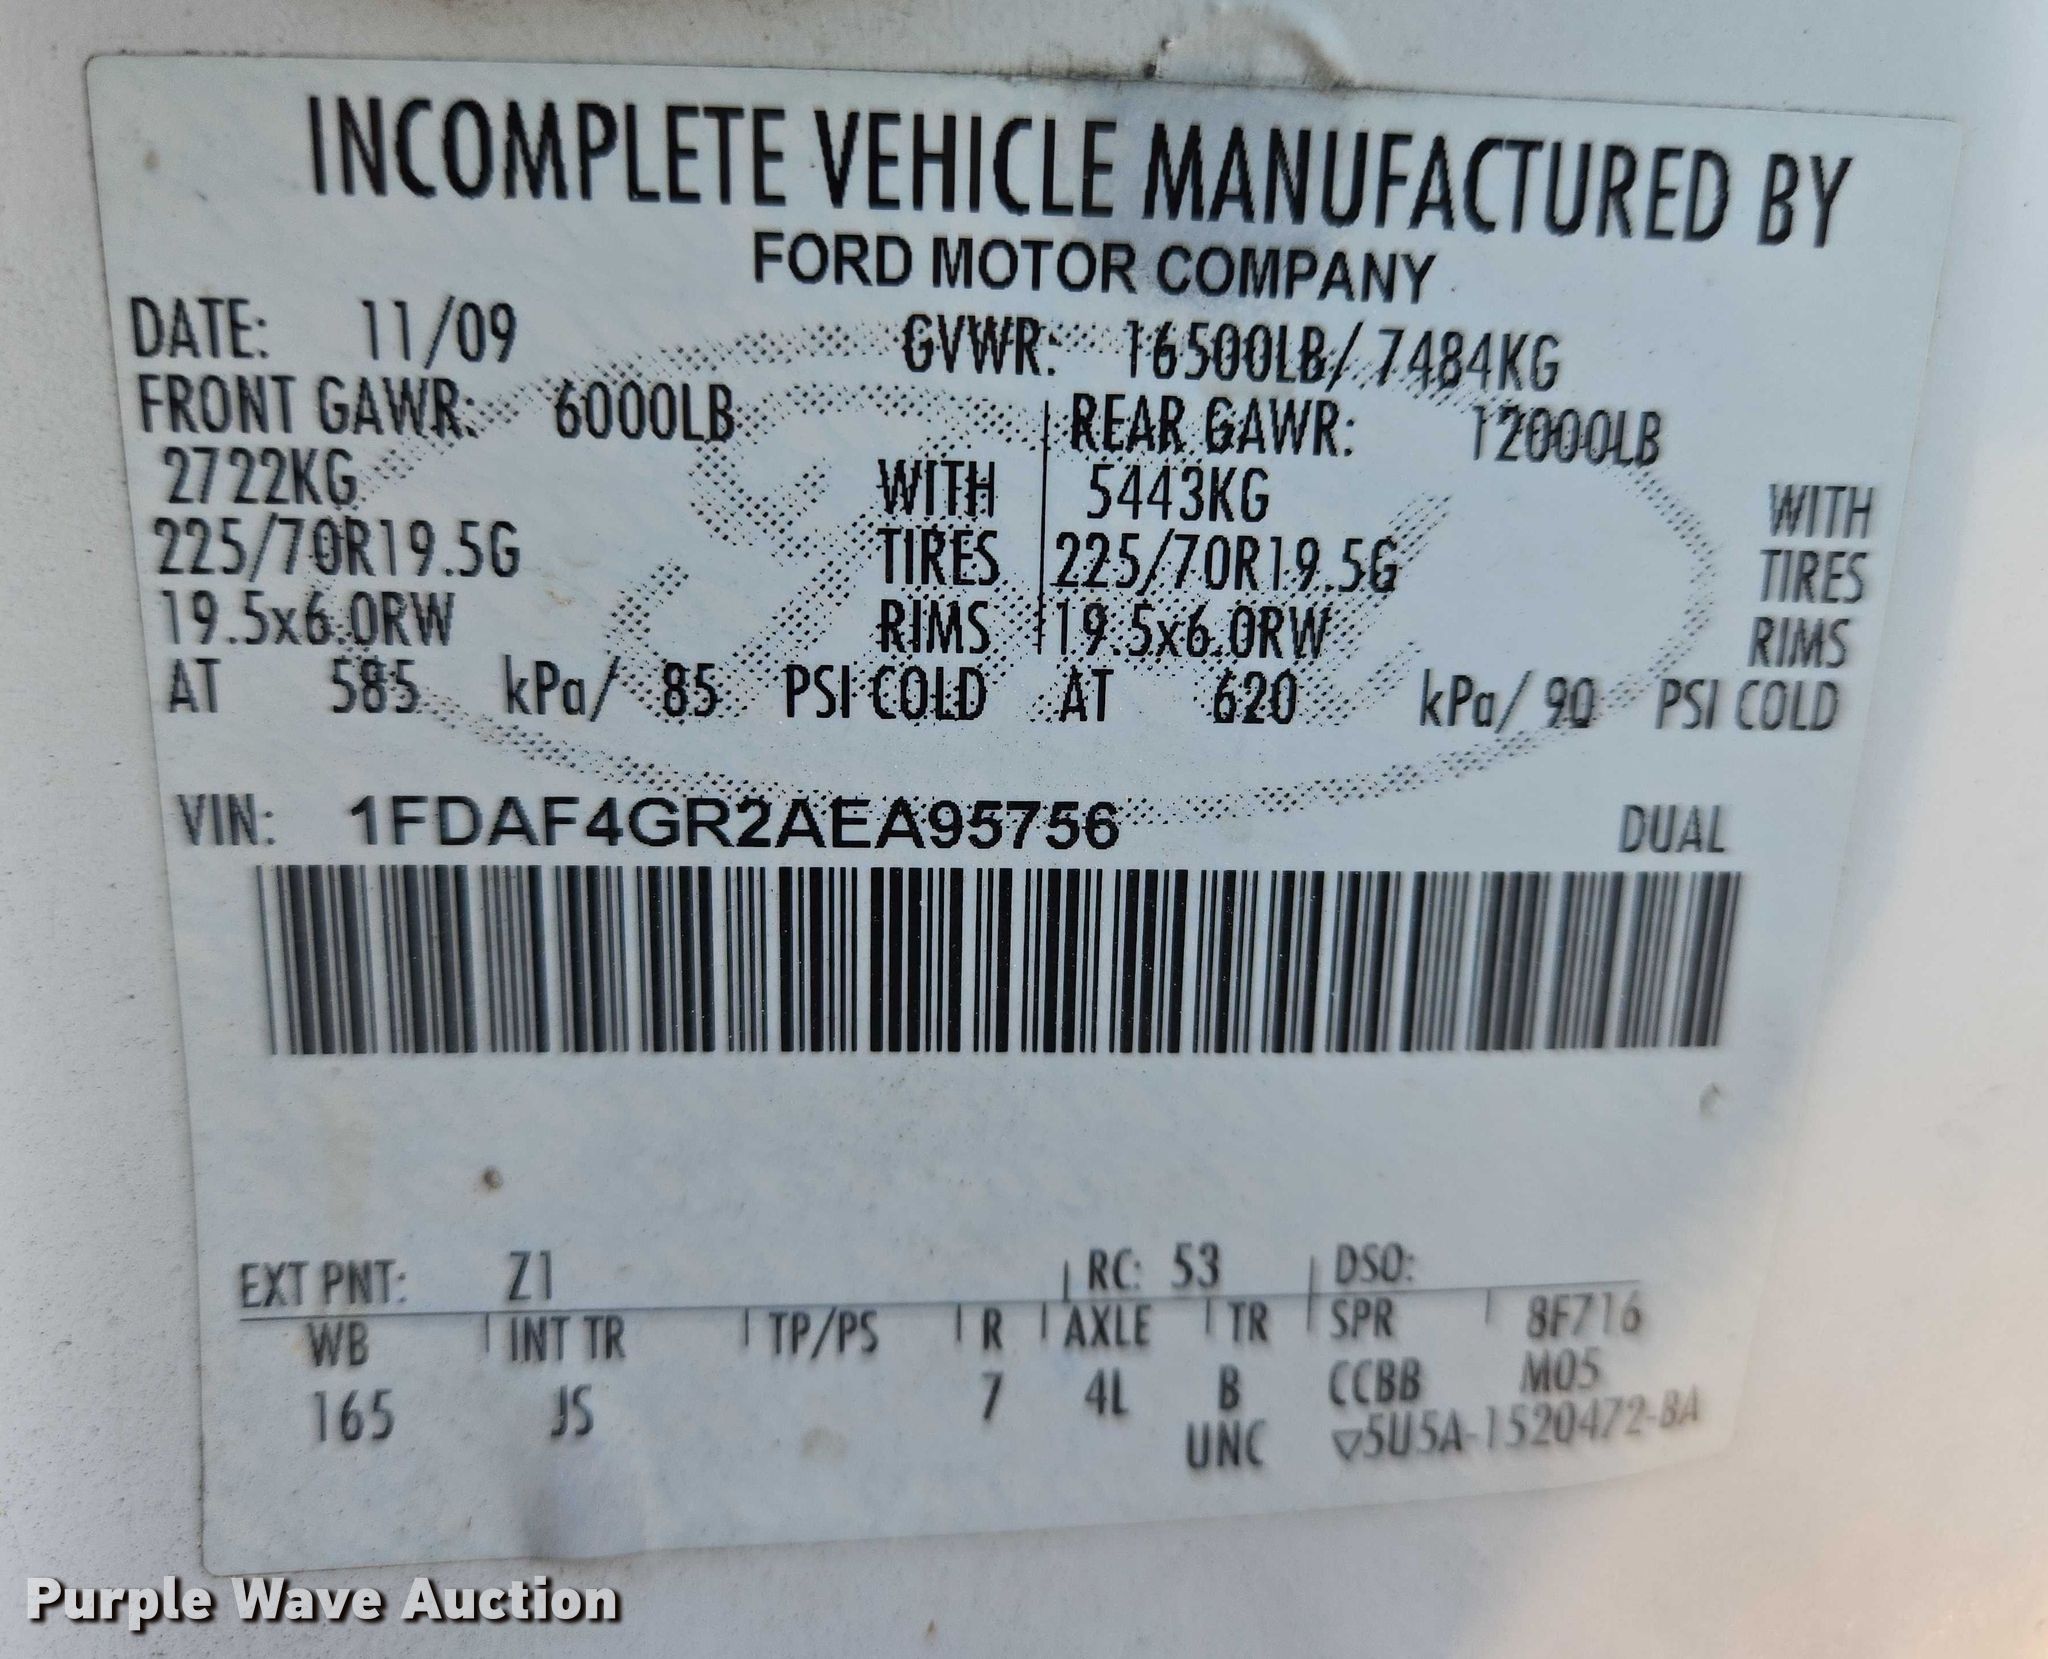 INCOMPLETE VEHICLE MANUFACTURED BY
FORD MOTOR COMPANY
DATE: 11/09 GVWR: 16500LB/ 7484KG
FRONT GAWR: 6000LB REAR GAWR: 12000LB
2722KG WITH 5443KG WITH
225/70R19.5G TIRES 225/70R19.5G TIRES
19.5x6.0RW RIMS 19.5x6.0RW RIMS
AT 585 kPa/ 85 PSI COLD AT 620 kPa/ 90 PSI COLD
VIN: 1FDAF4GR2AEA95756 DUAL
EXT PNT: Z1 RC: 53 DSO:
WB INT TR TP/PS R AXLE TR SPR 8F716
165 JS 7 4L B CCBB M05
UNC ▽5U5A-1520472-BA
Purple Wave Auction